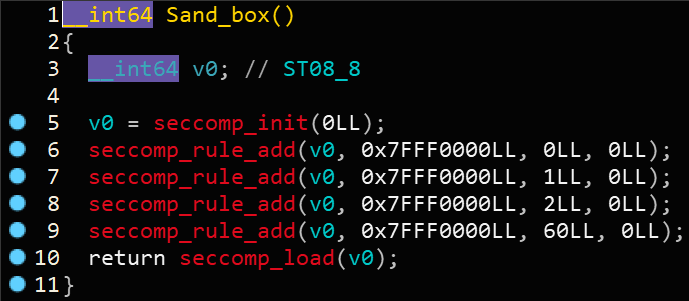 1 __int64 Sand_box()
2 {
3   __int64 v0; // ST08_8
4
5   v0 = seccomp_init(0LL);
6   seccomp_rule_add(v0, 0x7FFF0000LL, 0LL, 0LL);
7   seccomp_rule_add(v0, 0x7FFF0000LL, 1LL, 0LL);
8   seccomp_rule_add(v0, 0x7FFF0000LL, 2LL, 0LL);
9   seccomp_rule_add(v0, 0x7FFF0000LL, 60LL, 0LL);
10   return seccomp_load(v0);
11 }